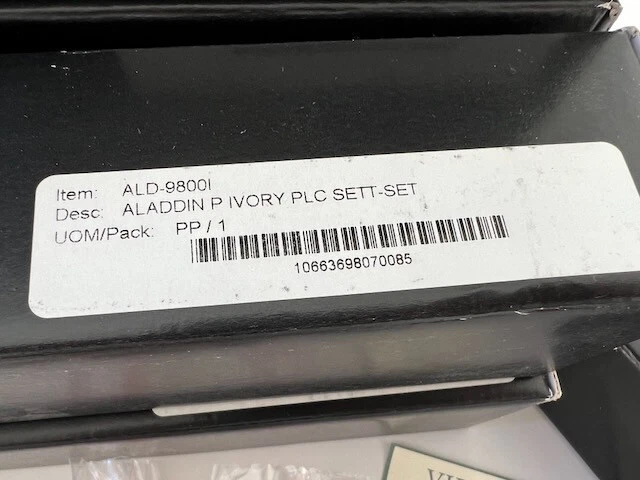 Item: ALD-9800I
Desc: ALADDIN P IVORY PLC SETT-SET
UOM/Pack: PP / 1
10663698070085